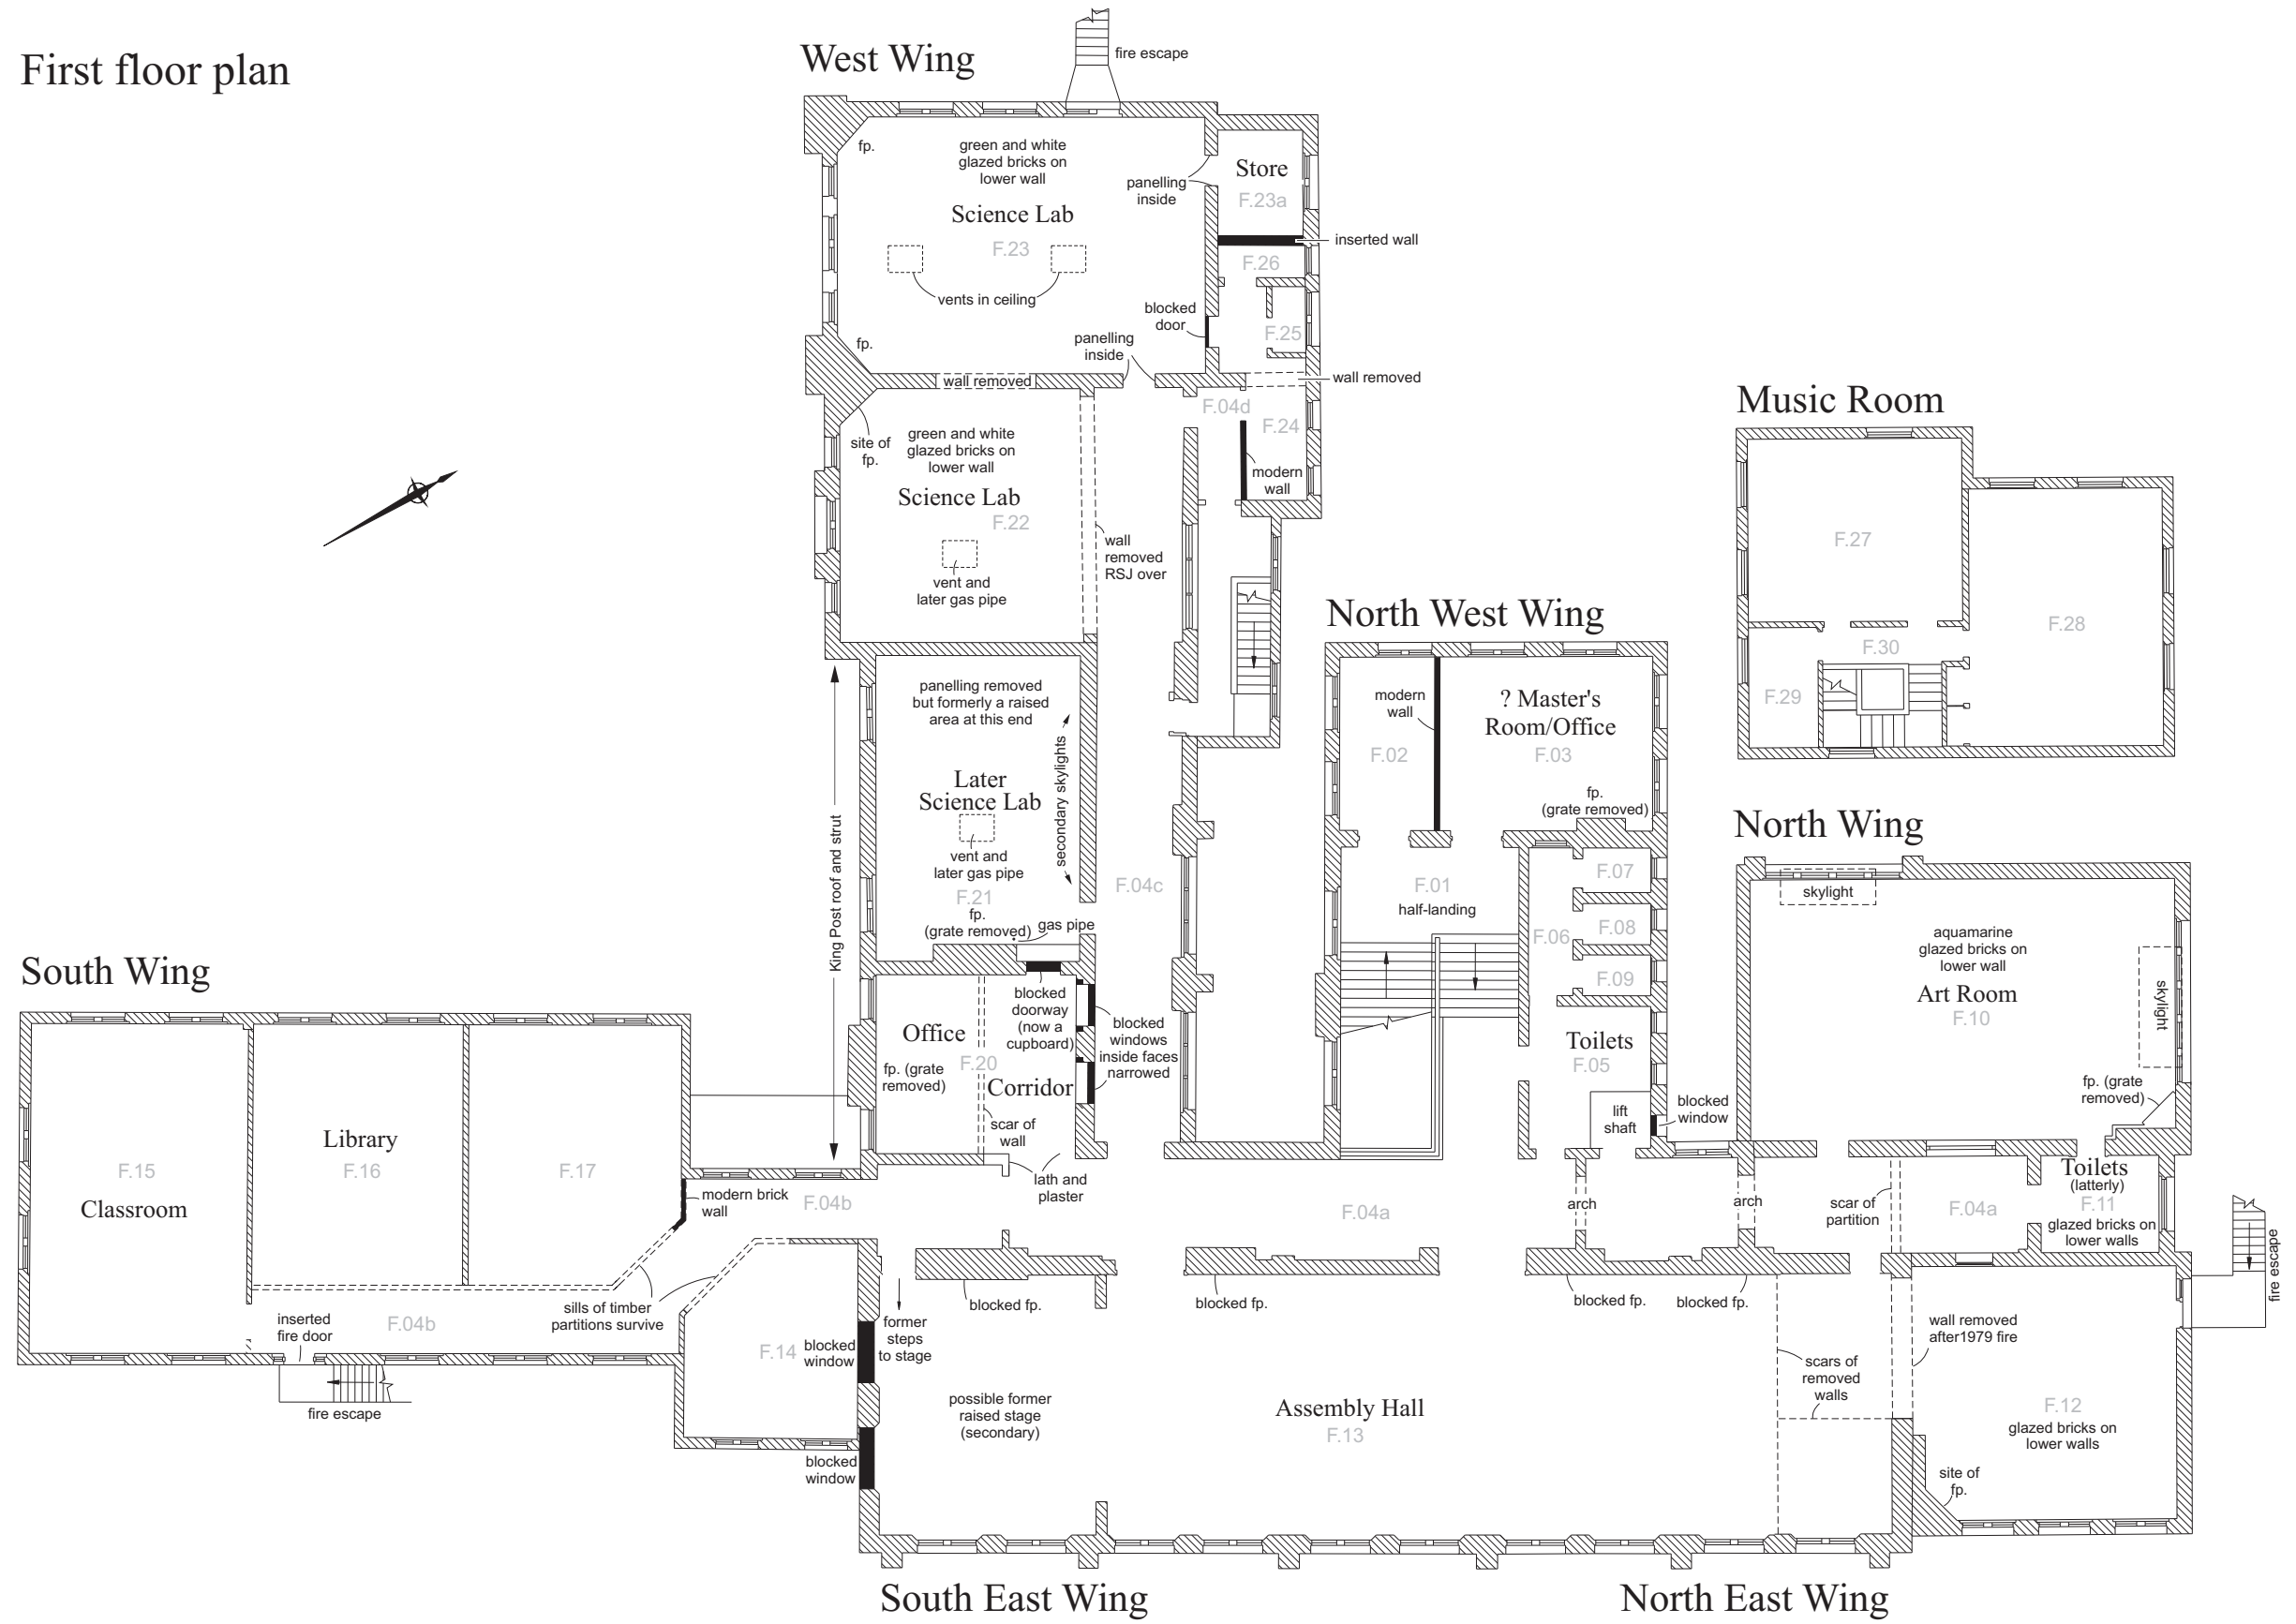 First floor plan
West Wing
fire escape
fp.
green and white
glazed bricks on
lower wall
Science Lab
F.23
vents in ceiling
fp.
panelling
inside
Store
F.23a
inserted wall
F.26
blocked
door
F.25
panelling
inside
wall removed
wall removed
F.04d
F.24
modern
wall
site of
fp.
green and white
glazed bricks on
lower wall
Science Lab
F.22
vent and
later gas pipe
wall
removed
RSJ over
King Post roof and strut
panelling removed
but formerly a raised
area at this end
secondary skylights
Later
Science Lab
vent and
later gas pipe
F.21
fp.
(grate removed)
gas pipe
F.04c
Office
fp. (grate
removed)
F.20
blocked
doorway
(now a
cupboard)
Corridor
blocked
windows
inside faces
narrowed
scar of
wall
lath and
plaster
North West Wing
modern
wall
F.02
? Master's
Room/Office
F.03
fp.
(grate removed)
F.01
half-landing
F.07
F.08
F.06
F.09
Toilets
F.05
lift
shaft
blocked
window
Music Room
F.27
F.28
F.30
F.29
North Wing
skylight
aquamarine
glazed bricks on
lower wall
Art Room
F.10
skylight
fp. (grate
removed)
Toilets
(latterly)
F.11
glazed bricks on
lower walls
arch
arch
scar of
partition
F.04a
F.04a
fire escape
South Wing
F.15
Classroom
Library
F.16
F.17
modern brick
wall
F.04b
sills of timber
partitions survive
inserted
fire door
F.04b
fire escape
F.14
blocked
window
blocked
window
former
steps
to stage
blocked fp.
blocked fp.
blocked fp.
blocked fp.
possible former
raised stage
(secondary)
Assembly Hall
F.13
scars of
removed
walls
wall removed
after1979 fire
F.12
glazed bricks on
lower walls
site of
fp.
South East Wing
North East Wing